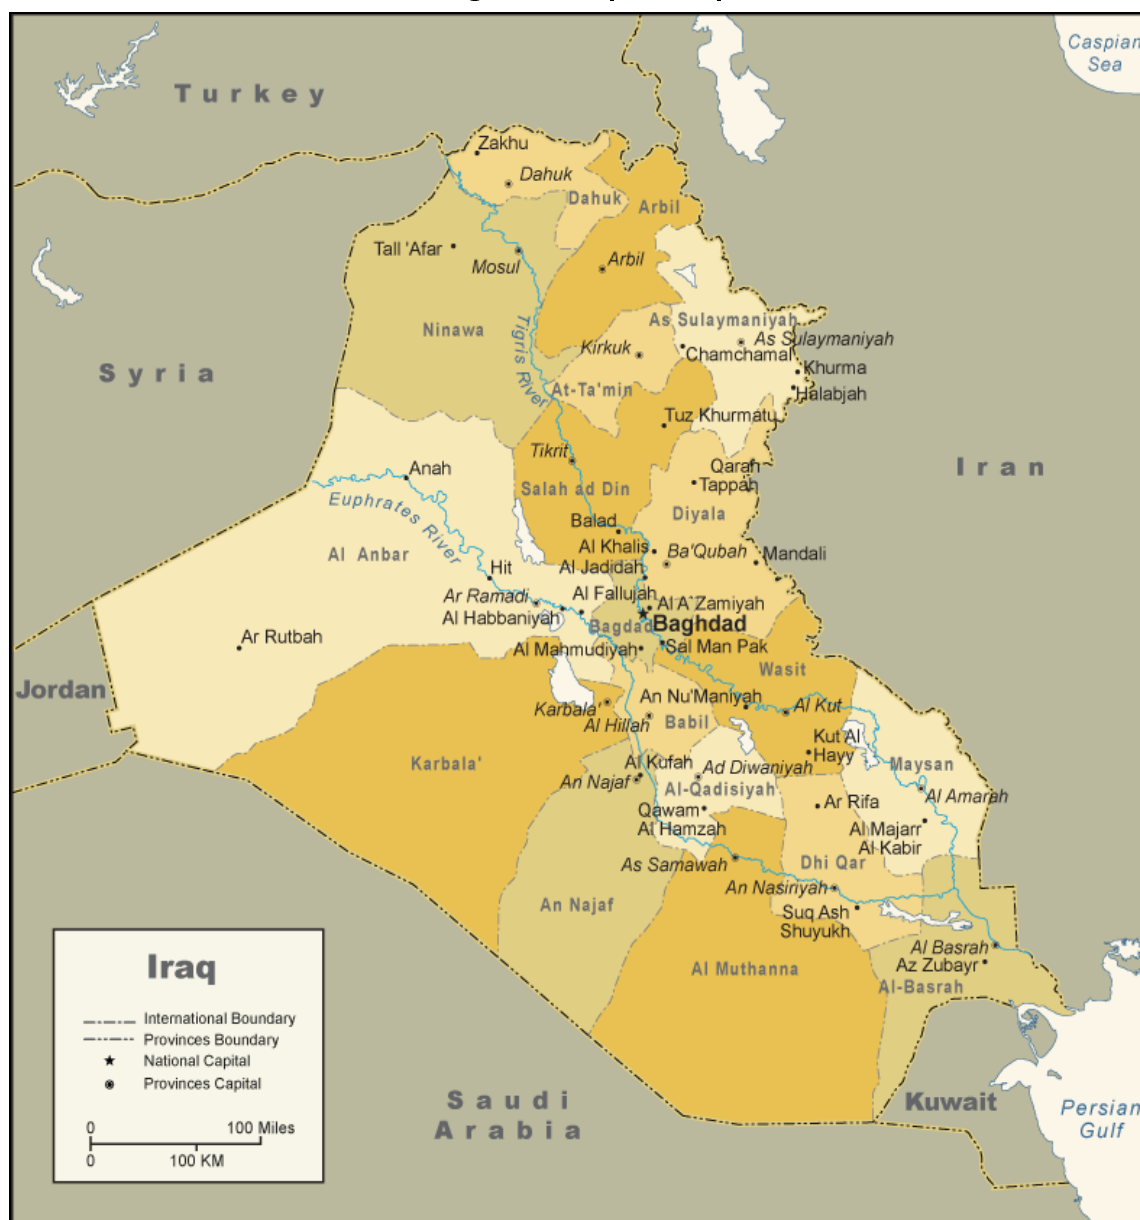 Caspian
Sea
Turkey
Zakhu
Dahuk
Dahuk
Arbil
Tall 'Afar
Mosul
Arbil
Ninawa
Tigris River
As Sulaymaniyah
As Sulaymaniyah
Kirkuk
Chamchamal
Khurma
Halabjah
Syria
At-Ta'min
Tuz Khurmatu
Tikrit
Iran
Anah
Qarah
Tappah
Salah ad Din
Euphrates River
Diyala
Balad
Al Anbar
Al Khalis
Ba'Qubah
Mandali
Hit
Al Jadidah
Ar Ramadi
Al Fallujah
Al A'Zamiyah
Al Habbaniyah
Bagdad
Baghdad
Ar Rutbah
Al Mahmudiyah
Sal Man Pak
Wasit
Jordan
An Nu'Maniyah
Karbala'
Al Hillah
Babil
Al Kut
Kut Al
Hayy
Karbala'
Al Kufah
Ad Diwaniyah
Maysan
An Najaf
Al-Qadisiyah
Al Amarah
Qawam
Al Hamzah
Ar Rifa
Al Majarr
Al Kabir
As Samawah
Dhi Qar
An Nasiriyah
An Najaf
Suq Ash
Shuyukh
Al Basrah
Az Zubayr
Al Muthanna
Al-Basrah
Iraq
International Boundary
Provinces Boundary
National Capital
Provinces Capital
0 100 Miles
0 100 KM
Saudi
Arabia
Kuwait
Persian
Gulf